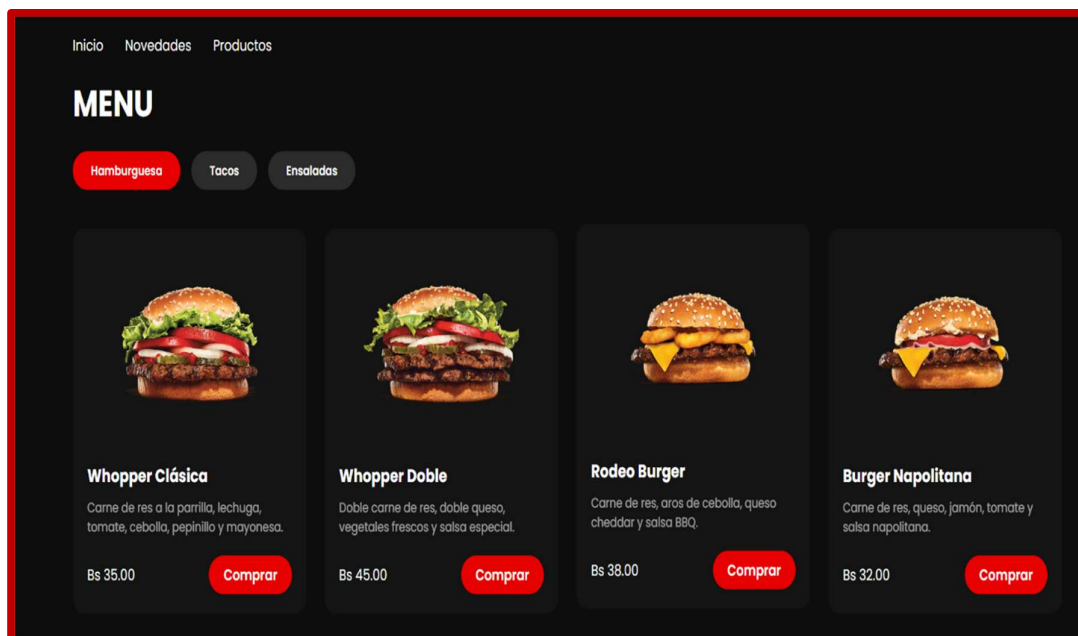 Inicio Novedades Productos
MENU
Hamburguesa Tacos Ensaladas
Whopper Clásica
Carne de res a la parrilla, lechuga,
tomate, cebolla, pepinillo y mayonesa.
Bs 35.00 Comprar
Whopper Doble
Doble carne de res, doble queso,
vegetales frescos y salsa especial.
Bs 45.00 Comprar
Rodeo Burger
Carne de res, aros de cebolla, queso
cheddar y salsa BBQ.
Bs 38.00 Comprar
Burger Napolitana
Carne de res, queso, jamón, tomate y
salsa napolitana.
Bs 32.00 Comprar